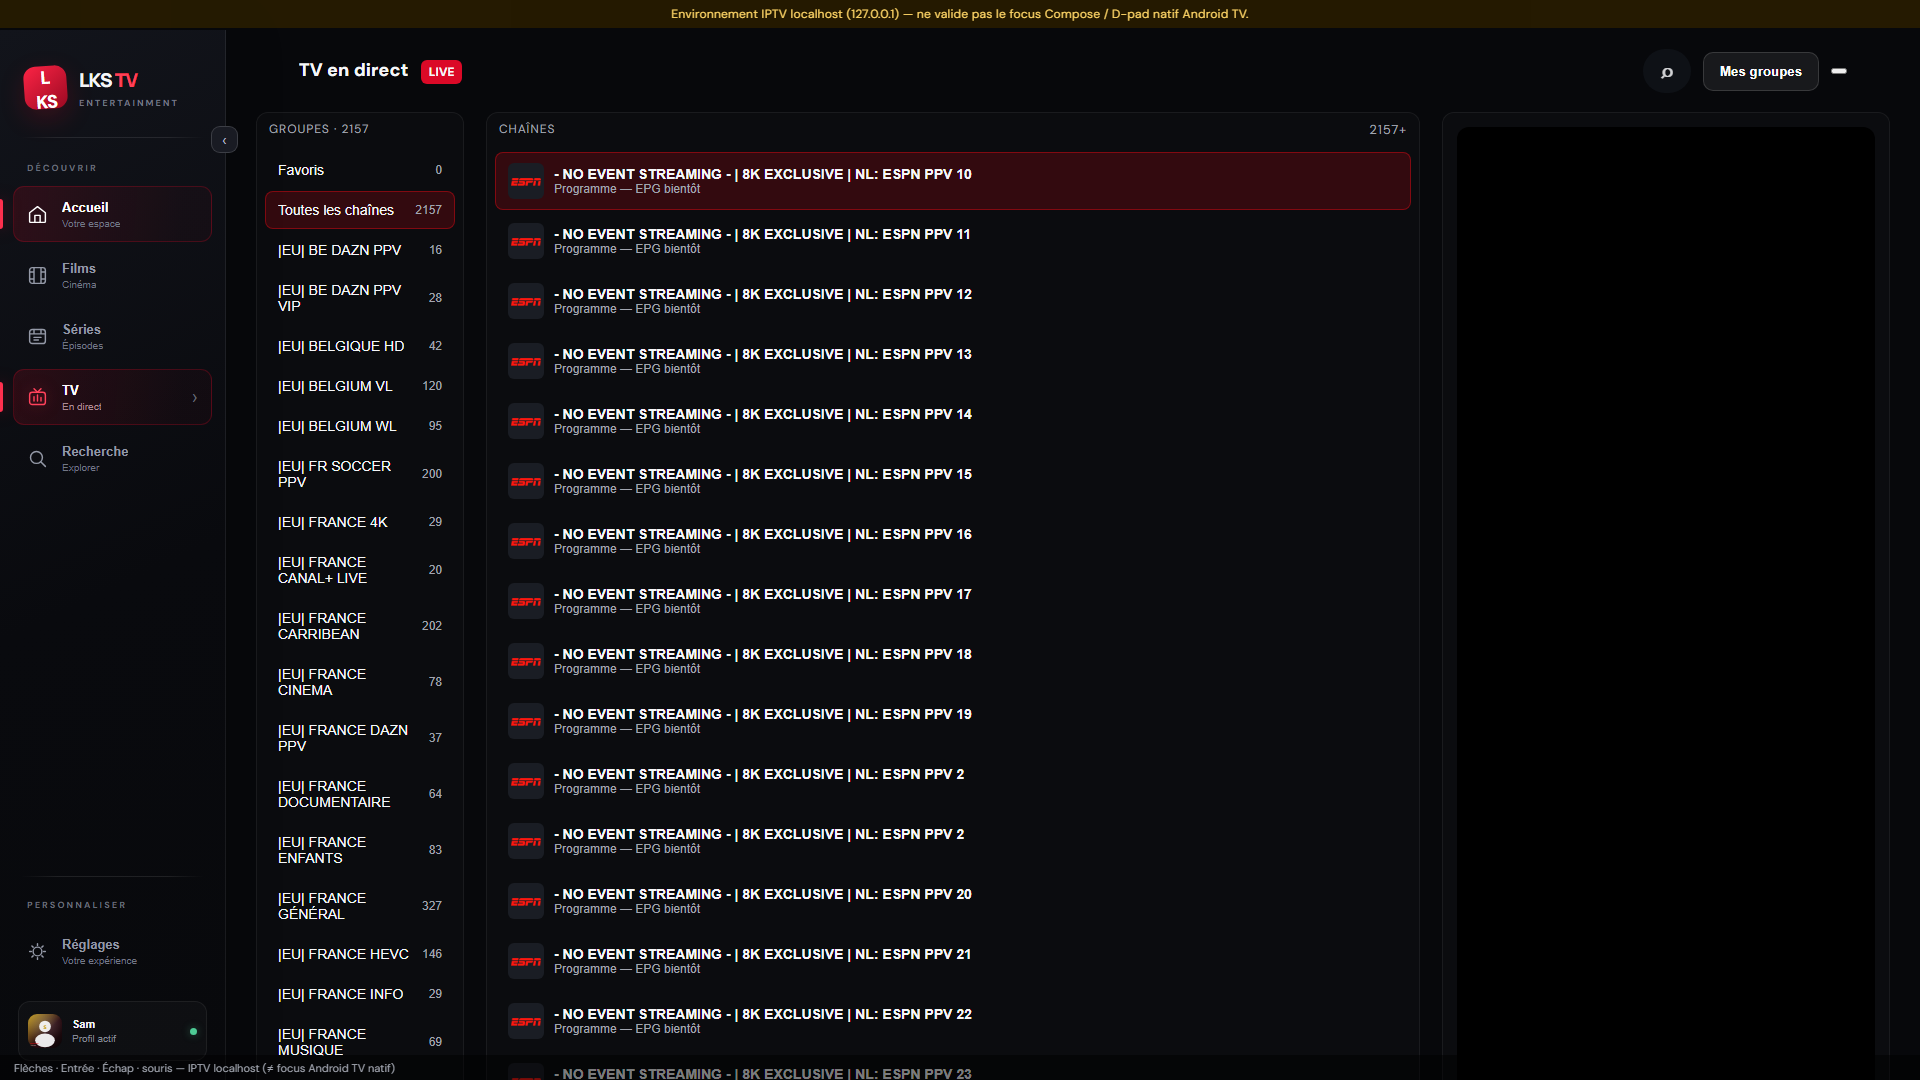 Environnement IPTV localhost (127.0.0.1) — ne valide pas le focus Compose / D-pad natif Android TV.
L
KS
LKS TV
ENTERTAINMENT
DÉCOUVRIR
Accueil
Votre espace
Films
Cinéma
Séries
Épisodes
TV
En direct
Recherche
Explorer
PERSONNALISER
Réglages
Votre expérience
Sam
Profil actif
TV en direct LIVE
Mes groupes
GROUPES · 2157
Favoris 0
Toutes les chaînes 2157
|EU| BE DAZN PPV 16
|EU| BE DAZN PPV
VIP 28
|EU| BELGIQUE HD 42
|EU| BELGIUM VL 120
|EU| BELGIUM WL 95
|EU| FR SOCCER
PPV 200
|EU| FRANCE 4K 29
|EU| FRANCE
CANAL+ LIVE 20
|EU| FRANCE
CARRIBEAN 202
|EU| FRANCE
CINEMA 78
|EU| FRANCE DAZN
PPV 37
|EU| FRANCE
DOCUMENTAIRE 64
|EU| FRANCE
ENFANTS 83
|EU| FRANCE
GÉNÉRAL 327
|EU| FRANCE HEVC 146
|EU| FRANCE INFO 29
|EU| FRANCE
MUSIQUE 69
CHAÎNES 2157+
ESPN - NO EVENT STREAMING - | 8K EXCLUSIVE | NL: ESPN PPV 10
Programme — EPG bientôt
ESPN - NO EVENT STREAMING - | 8K EXCLUSIVE | NL: ESPN PPV 11
Programme — EPG bientôt
ESPN - NO EVENT STREAMING - | 8K EXCLUSIVE | NL: ESPN PPV 12
Programme — EPG bientôt
ESPN - NO EVENT STREAMING - | 8K EXCLUSIVE | NL: ESPN PPV 13
Programme — EPG bientôt
ESPN - NO EVENT STREAMING - | 8K EXCLUSIVE | NL: ESPN PPV 14
Programme — EPG bientôt
ESPN - NO EVENT STREAMING - | 8K EXCLUSIVE | NL: ESPN PPV 15
Programme — EPG bientôt
ESPN - NO EVENT STREAMING - | 8K EXCLUSIVE | NL: ESPN PPV 16
Programme — EPG bientôt
ESPN - NO EVENT STREAMING - | 8K EXCLUSIVE | NL: ESPN PPV 17
Programme — EPG bientôt
ESPN - NO EVENT STREAMING - | 8K EXCLUSIVE | NL: ESPN PPV 18
Programme — EPG bientôt
ESPN - NO EVENT STREAMING - | 8K EXCLUSIVE | NL: ESPN PPV 19
Programme — EPG bientôt
ESPN - NO EVENT STREAMING - | 8K EXCLUSIVE | NL: ESPN PPV 2
Programme — EPG bientôt
ESPN - NO EVENT STREAMING - | 8K EXCLUSIVE | NL: ESPN PPV 2
Programme — EPG bientôt
ESPN - NO EVENT STREAMING - | 8K EXCLUSIVE | NL: ESPN PPV 20
Programme — EPG bientôt
ESPN - NO EVENT STREAMING - | 8K EXCLUSIVE | NL: ESPN PPV 21
Programme — EPG bientôt
ESPN - NO EVENT STREAMING - | 8K EXCLUSIVE | NL: ESPN PPV 22
Programme — EPG bientôt
ESPN - NO EVENT STREAMING - | 8K EXCLUSIVE | NL: ESPN PPV 23
Flèches · Entrée · Échap · souris — IPTV localhost (≠ focus Android TV natif)